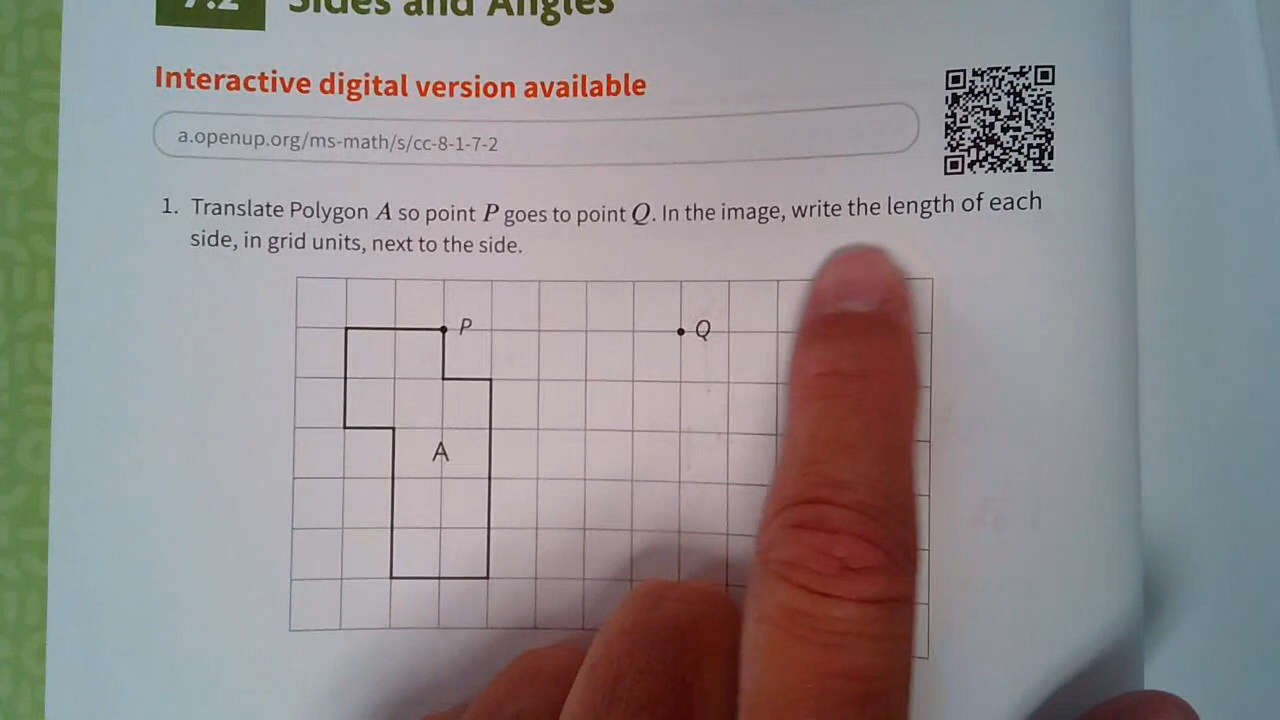 7.2 Sides and Angles
Interactive digital version available
a.openup.org/ms-math/s/cc-8-1-7-2
1. Translate Polygon A so point P goes to point Q. In the image, write the length of each
side, in grid units, next to the side.
P
Q
A